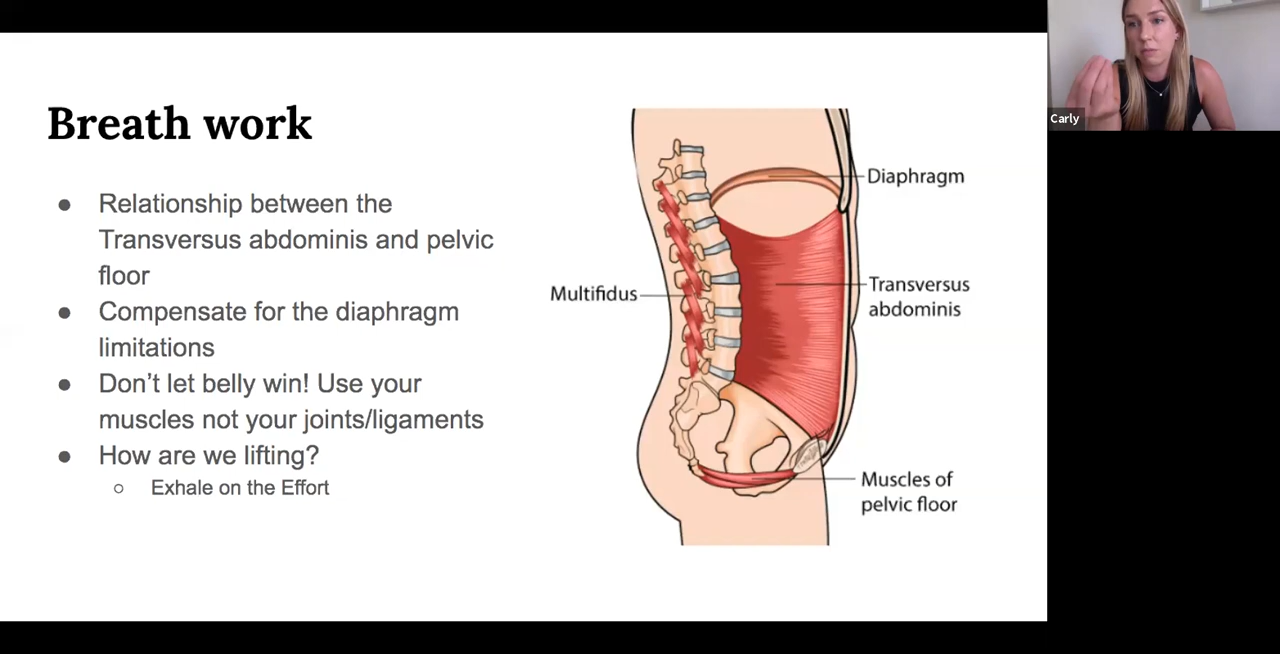 Breath work
Relationship between the
Transversus abdominis and pelvic
floor
Compensate for the diaphragm
limitations
Don’t let belly win! Use your
muscles not your joints/ligaments
How are we lifting?
Exhale on the Effort
Diaphragm
Multifidus
Transversus
abdominis
Muscles of
pelvic floor
Carly